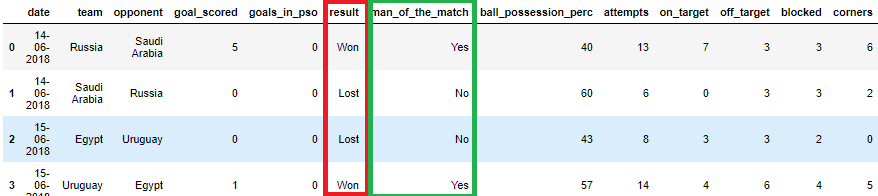 date team opponent goal_scored goals_in_pso result man_of_the_match ball_possession_perc attempts on_target off_target blocked corners
0 14-06-2018 Russia Saudi Arabia 5 0 Won Yes 40 13 7 3 3 6
1 14-06-2018 Saudi Arabia Russia 0 0 Lost No 60 6 0 3 3 2
2 15-06-2018 Egypt Uruguay 0 0 Lost No 43 8 3 3 2 0
3 15-06-2018 Uruguay Egypt 1 0 Won Yes 57 14 4 6 4 5